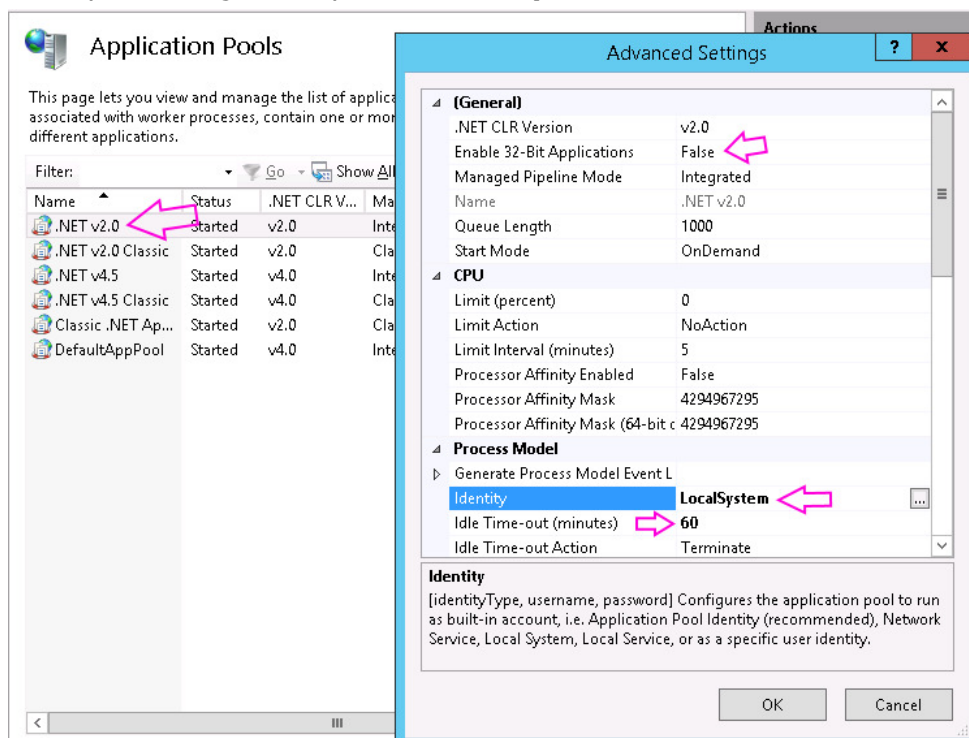 Actions
Application Pools
This page lets you view and manage the list of applica
associated with worker processes, contain one or mor
different applications.
Filter: Go Show All
Name Status .NET CLR V... Ma
.NET v2.0 Started v2.0 Inte
.NET v2.0 Classic Started v2.0 Cla
.NET v4.5 Started v4.0 Inte
.NET v4.5 Classic Started v4.0 Cla
Classic .NET Ap... Started v2.0 Cla
DefaultAppPool Started v4.0 Inte
Advanced Settings ? x
(General)
.NET CLR Version v2.0
Enable 32-Bit Applications False
Managed Pipeline Mode Integrated
Name .NET v2.0
Queue Length 1000
Start Mode OnDemand
CPU
Limit (percent) 0
Limit Action NoAction
Limit Interval (minutes) 5
Processor Affinity Enabled False
Processor Affinity Mask 4294967295
Processor Affinity Mask (64-bit c 4294967295
Process Model
Generate Process Model Event L
Identity LocalSystem ...
Idle Time-out (minutes) 60
Idle Time-out Action Terminate
Identity
[identityType, username, password] Configures the application pool to run
as built-in account, i.e. Application Pool Identity (recommended), Network
Service, Local System, Local Service, or as a specific user identity.
OK Cancel